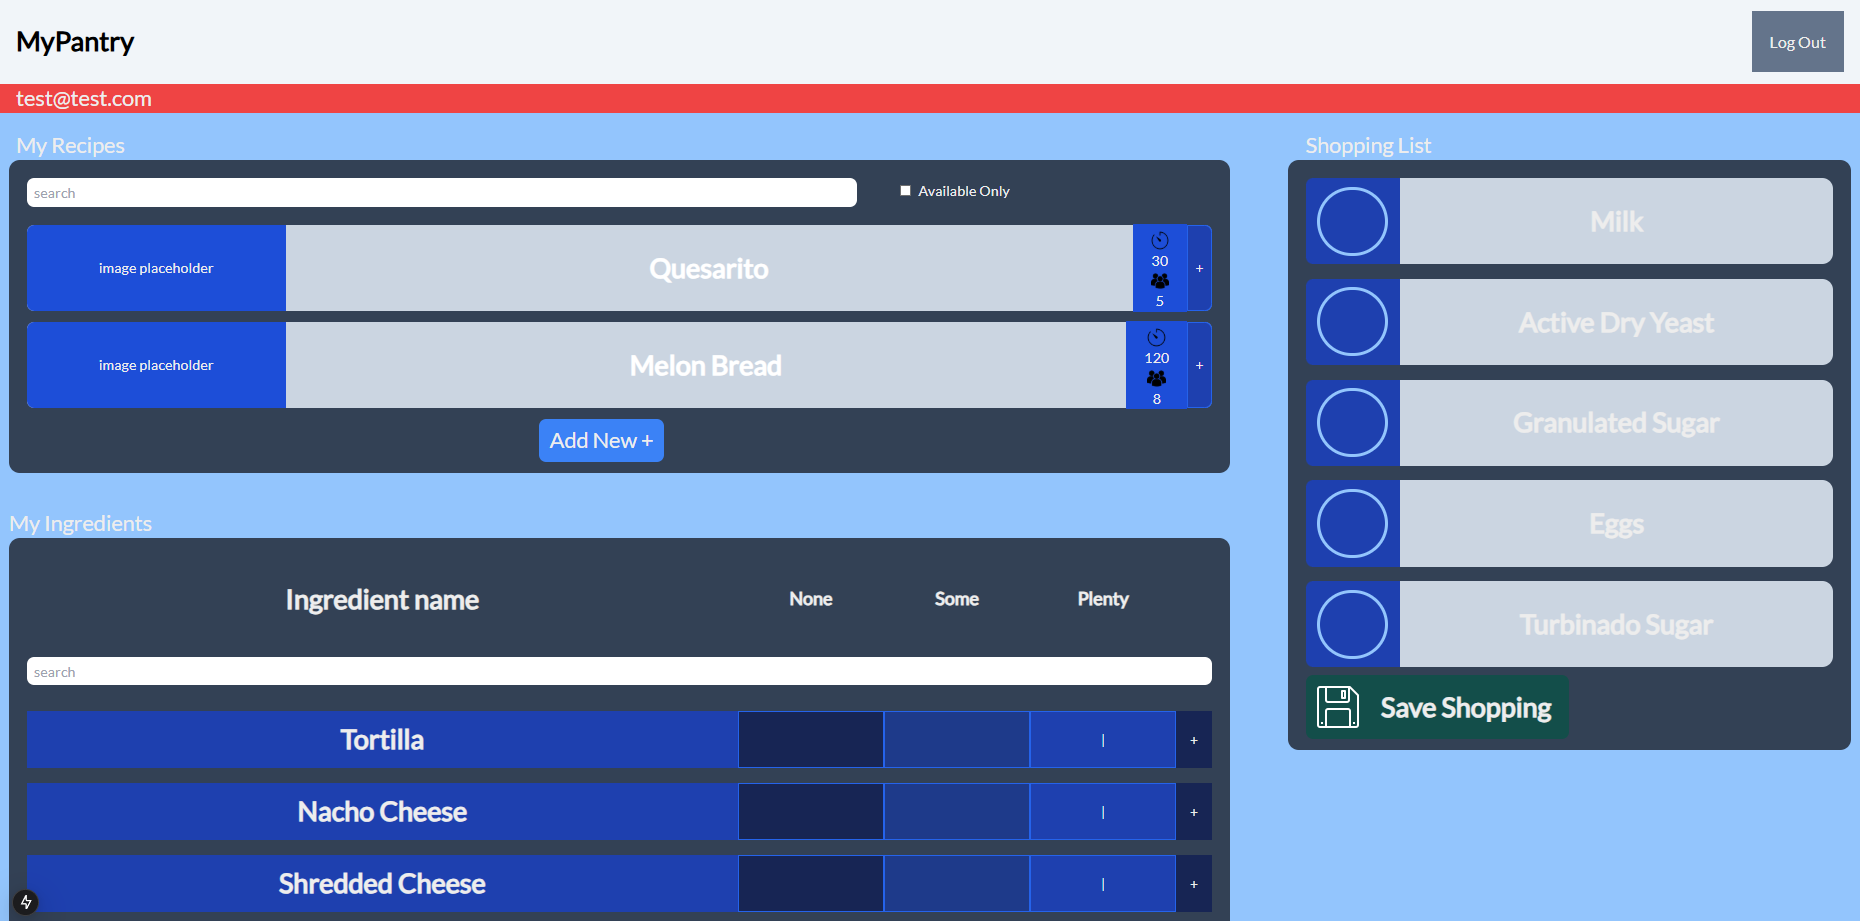 MyPantry
Log Out
test@test.com
My Recipes
search
Available Only
image placeholder
Quesarito
30
5
+
image placeholder
Melon Bread
120
8
+
Add New +
My Ingredients
Ingredient name
None
Some
Plenty
search
Tortilla
|
+
Nacho Cheese
|
+
Shredded Cheese
|
+
Shopping List
Milk
Active Dry Yeast
Granulated Sugar
Eggs
Turbinado Sugar
Save Shopping